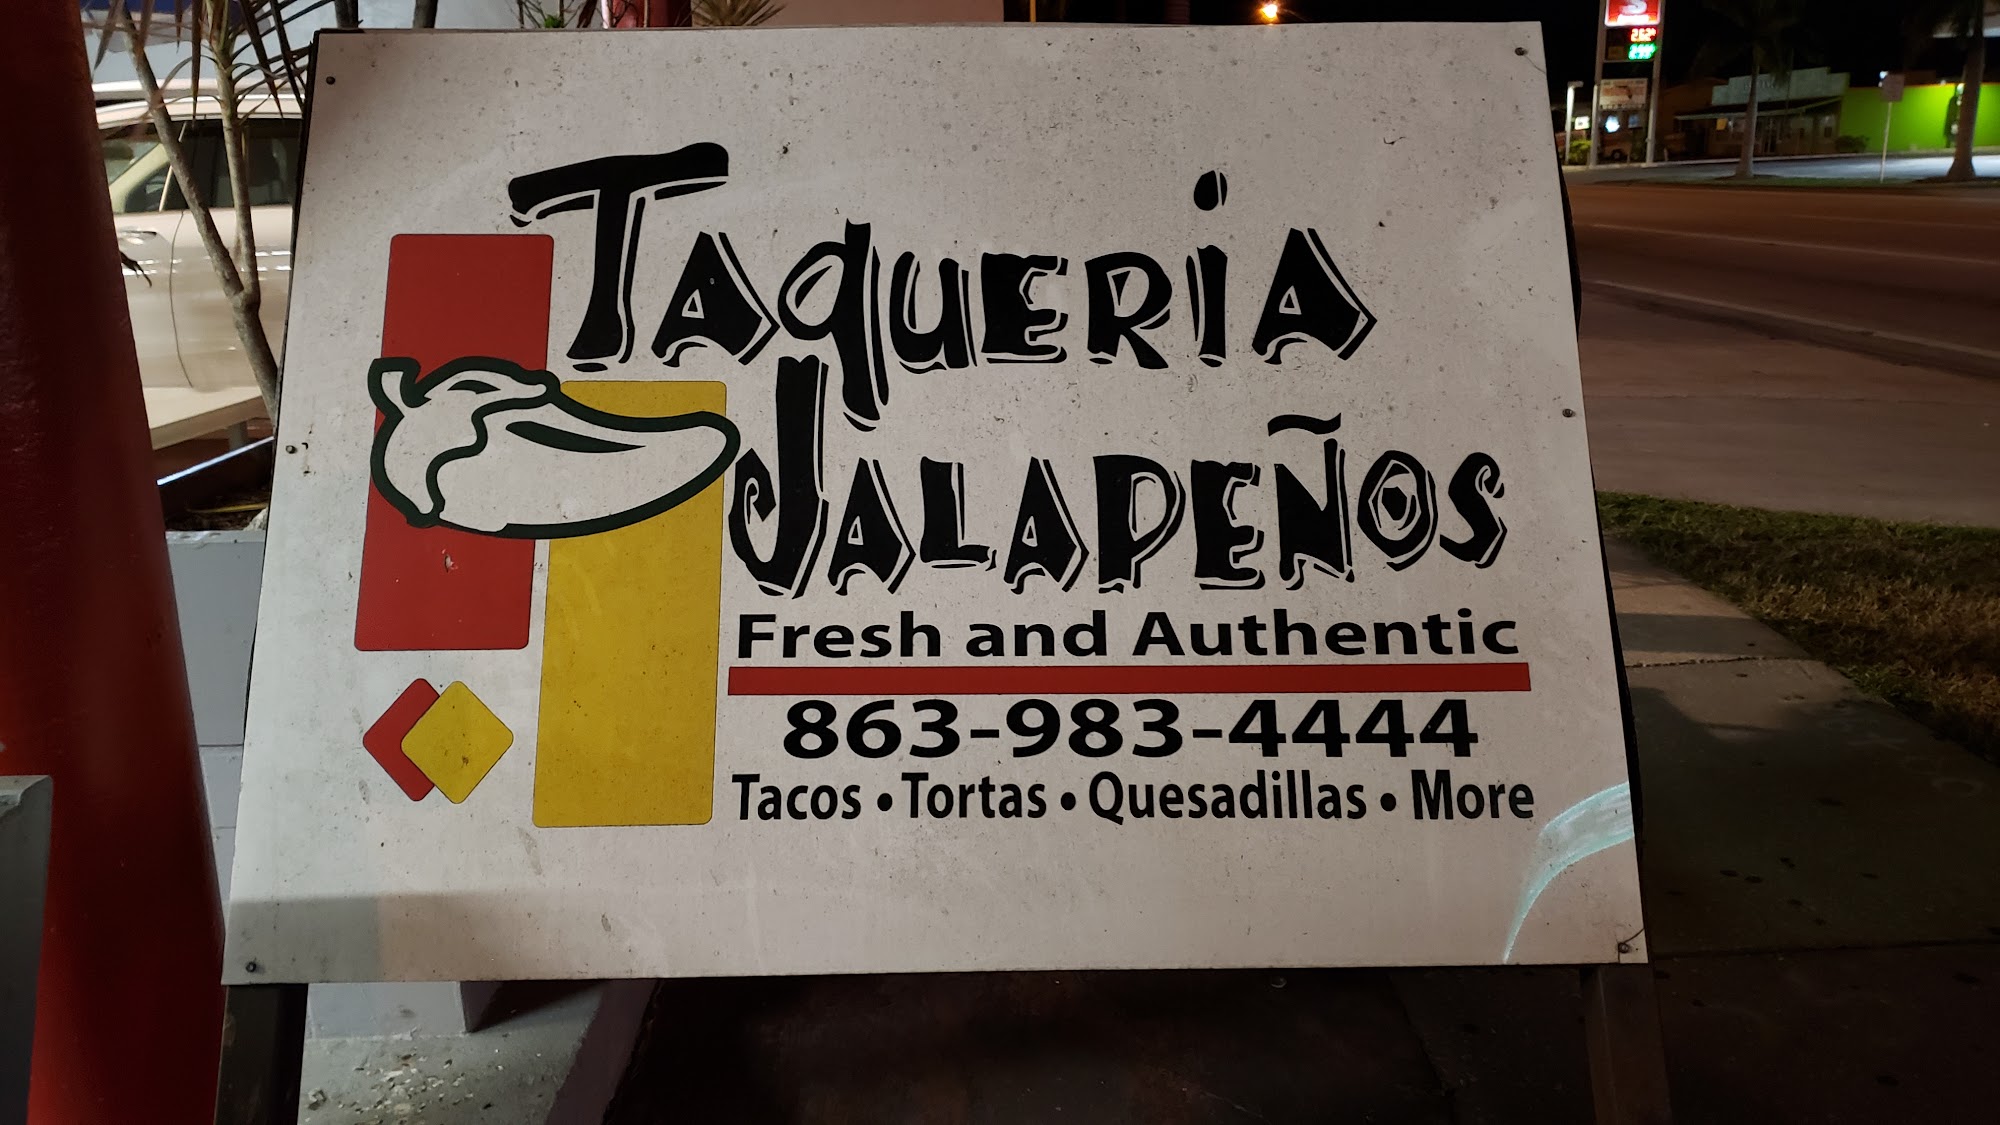 Taqueria
Jalapeños
Fresh and Authentic
863-983-4444
Tacos • Tortas • Quesadillas • More